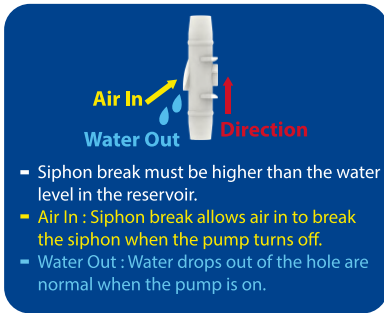 Air In
Water Out
Direction
- Siphon break must be higher than the water
level in the reservoir.
- Air In : Siphon break allows air in to break
the siphon when the pump turns off.
- Water Out : Water drops out of the hole are
normal when the pump is on.